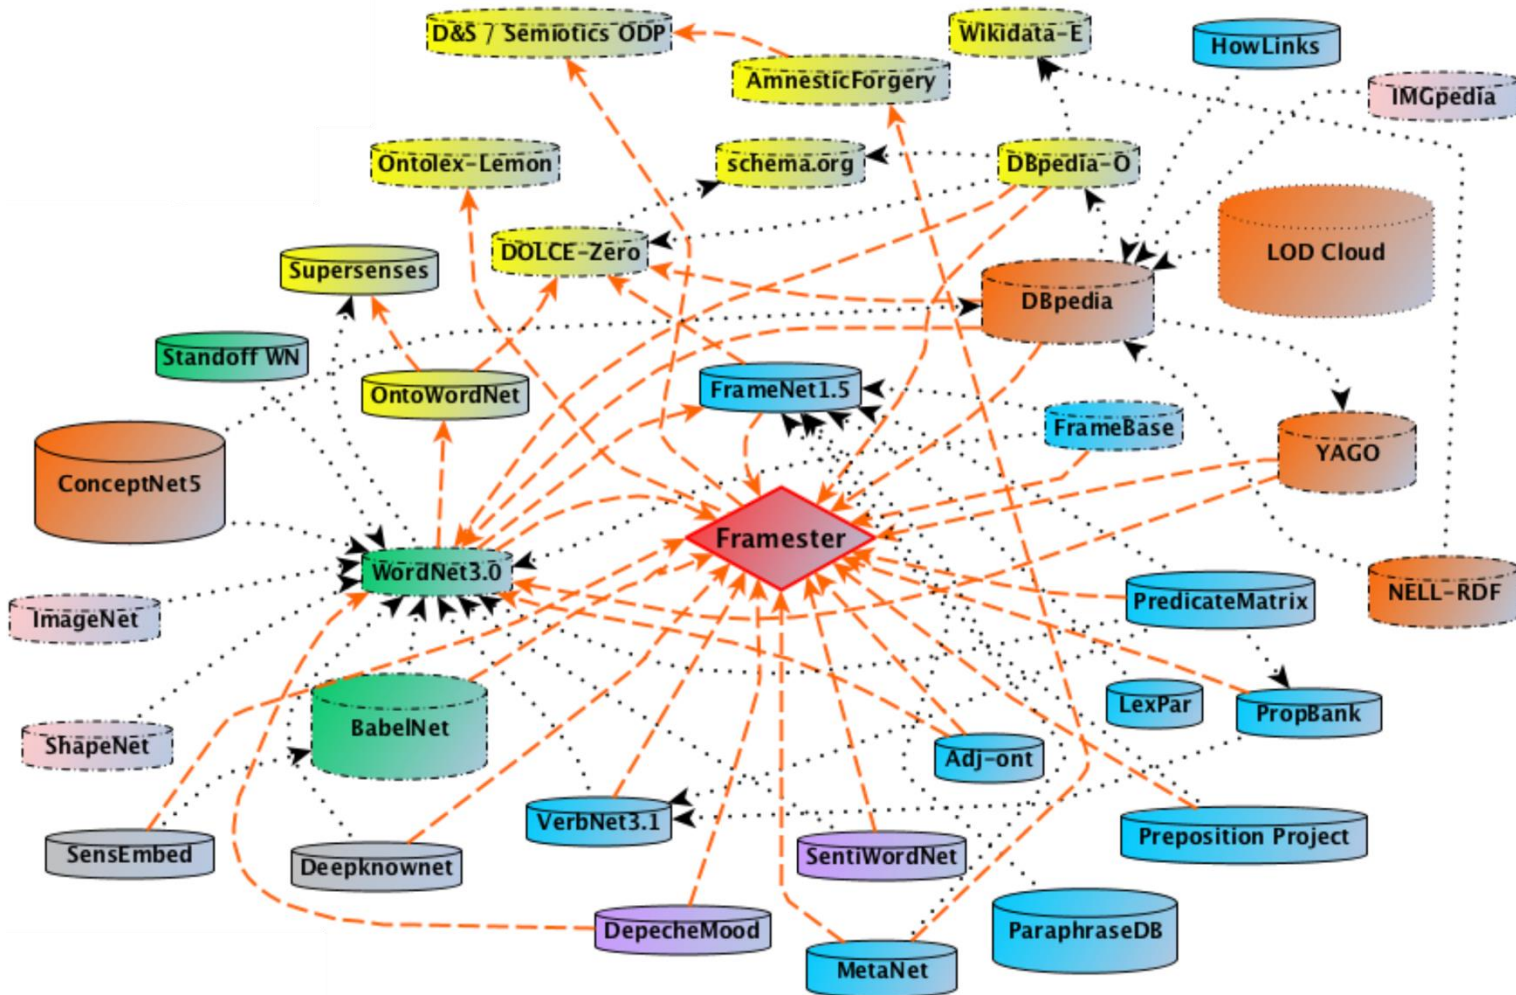 D&S / Semiotics ODP
Wikidata-E
HowLinks
AmnesticForgery
IMGpedia
Ontolex-Lemon
schema.org
DBpedia-O
Supersenses
DOLCE-Zero
LOD Cloud
DBpedia
Standoff WN
OntoWordNet
FrameNet1.5
FrameBase
YAGO
ConceptNet5
Framester
WordNet3.0
ImageNet
PredicateMatrix
NELL-RDF
ShapeNet
BabelNet
LexPar
PropBank
Adj-ont
SensEmbed
Deepknownet
VerbNet3.1
SentiWordNet
Preposition Project
DepecheMood
ParaphraseDB
MetaNet